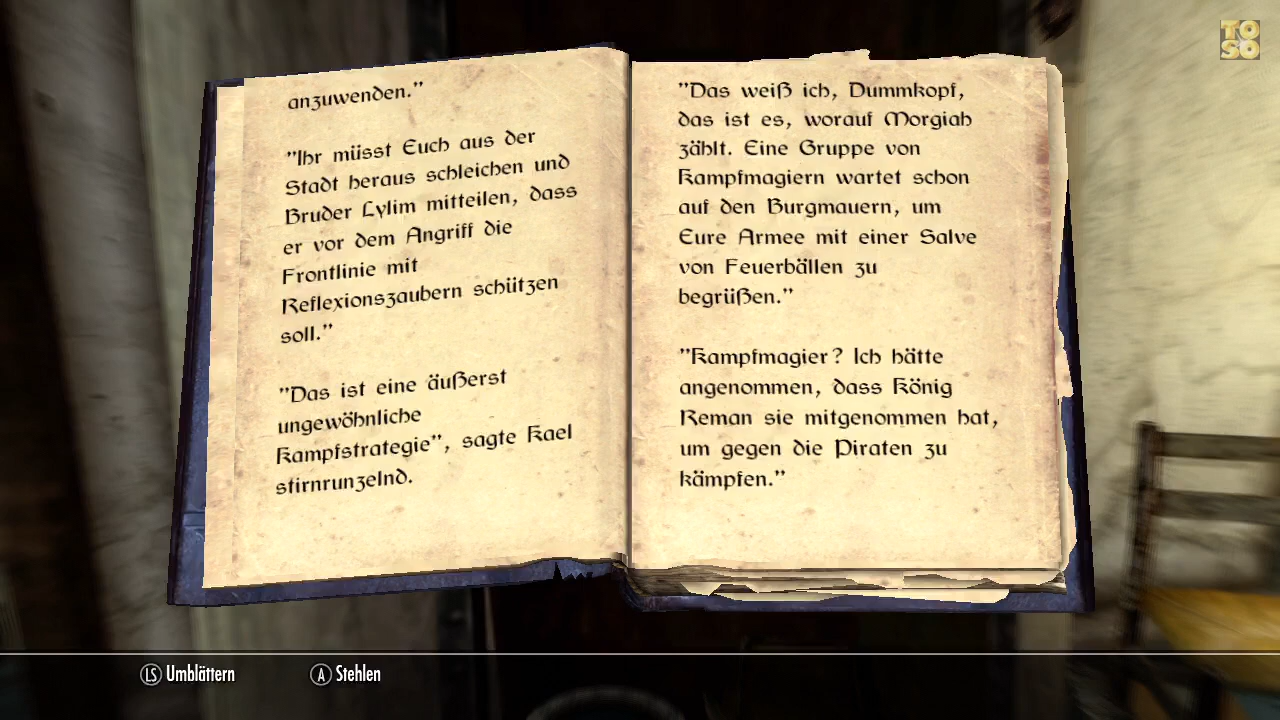 anzuwenden."
"Ihr müsst Euch aus der
Stadt heraus schleichen und
Bruder Lylim mitteilen, dass
er vor dem Angriff die
Frontlinie mit
Reflexionszaubern schützen
soll."
"Das ist eine äußerst
ungewöhnliche
Kampfstrategie", sagte Kael
stirnrunzelnd.
"Das weiß ich, Dummkopf,
das ist es, worauf Morgiah
zählt. Eine Gruppe von
Kampfmagiern wartet schon
auf den Burgmauern, um
Eure Armee mit einer Salve
von Feuerbällen zu
begrüßen."
"Kampfmagier? Ich hätte
angenommen, dass König
Reman sie mitgenommen hat,
um gegen die Piraten zu
kämpfen."
TO
SO
LS Umblättern
A Stehlen